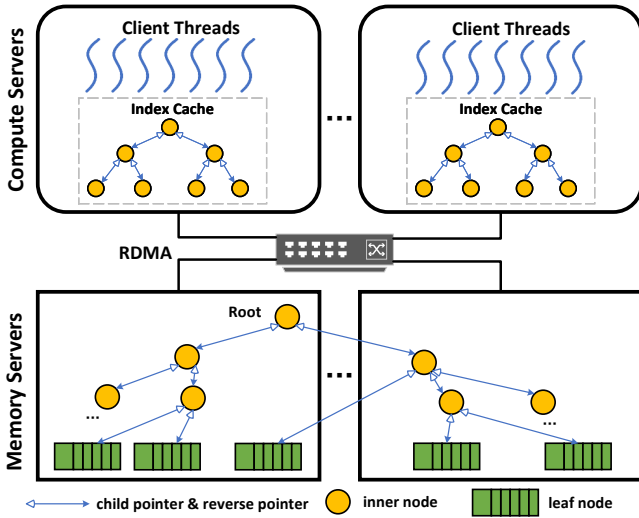 Compute Servers
Client Threads
Index Cache
...
Client Threads
Index Cache
RDMA
Memory Servers
Root
...
...
...
child pointer & reverse pointer
inner node
leaf node